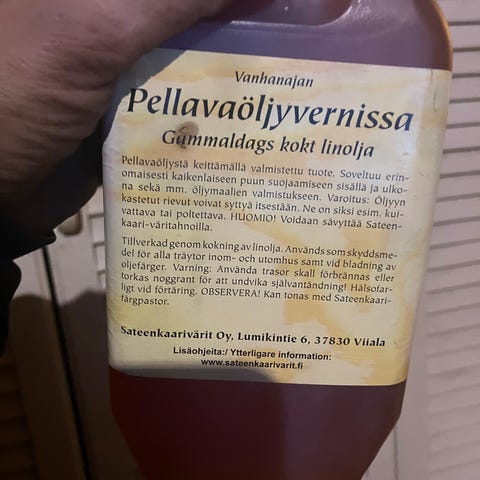 Vanhanajan
Pellavaöljyvernissa
Gammaldags kokt linolja
Pellavaöljystä keittämällä valmistettu tuote. Soveltuu erin-
omaisesti kaikenlaiseen puun suojaamiseen sisällä ja ulko-
na sekä mm. öljymaalien valmistukseen. Varoitus: Öljyyn
kastetut rievut voivat syttyä itsestään. Ne on siksi esim. kui-
vattava tai poltettava. HUOMIO! Voidaan sävyttää Sateen-
kaari-väritahnoilla.
Tillverkad genom kokning av linolja. Används som skyddsme-
del för alla träytor inom- och utomhus samt vid bladning av
oljefärger. Varning: Använda trasor skall förbrännas eller
torkas noggrant för att undvika självantändning! Hälsofar-
ligt vid förtäring. OBSERVERA! Kan tonas med Sateenkaari-
färgpastor.
Sateenkaarivärit Oy, Lumikintie 6, 37830 Viiala
Lisäohjeita:/ Ytterligare information:
www.sateenkaarivarit.fi